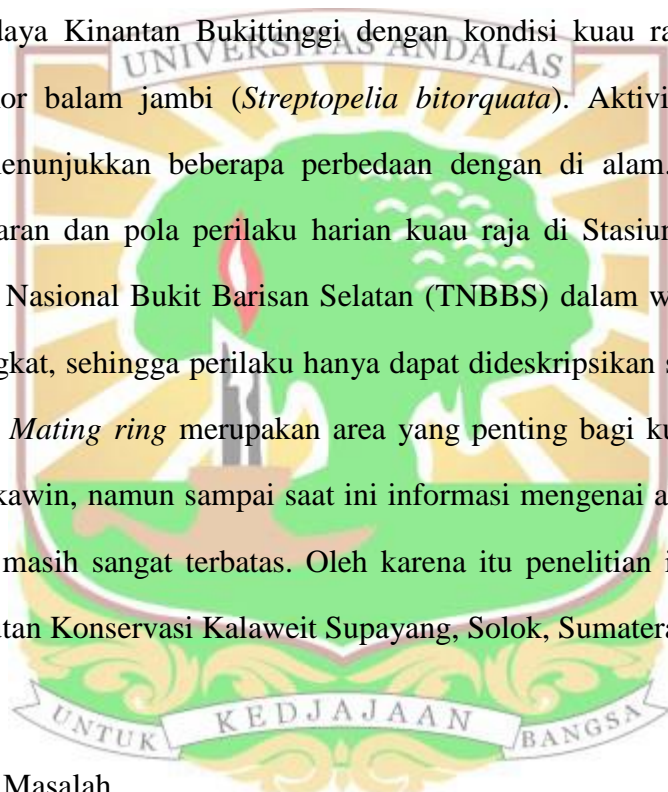 daya Kinantan Bukittinggi dengan kondisi kuau ra
UNIVERSITAS ANDALAS
or balam jambi (Streptopelia bitorquata). Aktivi
enunjukkan beberapa perbedaan dengan di alam.
aran dan pola perilaku harian kuau raja di Stasiun
Nasional Bukit Barisan Selatan (TNBBS) dalam w
gkat, sehingga perilaku hanya dapat dideskripsikan s
Mating ring merupakan area yang penting bagi ku
kawin, namun sampai saat ini informasi mengenai a
masih sangat terbatas. Oleh karena itu penelitian i
utan Konservasi Kalaweit Supayang, Solok, Sumatera
UNTUK KEDJAJAAN BANGSA
Masalah